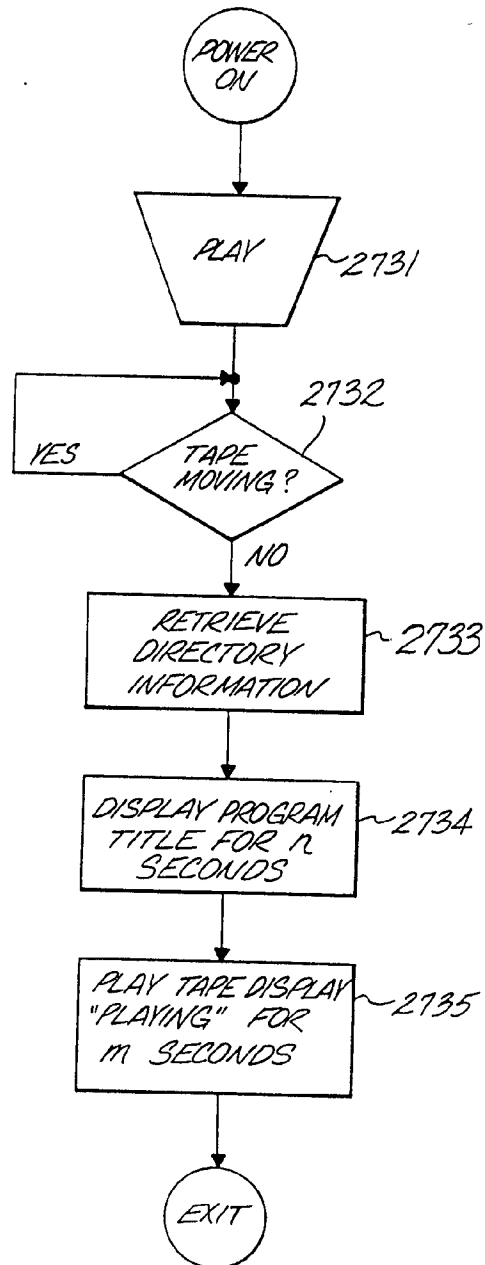 POWER
ON
PLAY
2731
2732
YES
TAPE
MOVING?
NO
RETRIEVE
DIRECTORY
INFORMATION
2733
DISPLAY PROGRAM
TITLE FOR n
SECONDS
2734
PLAY TAPE DISPLAY
"PLAYING" FOR
m SECONDS
2735
EXIT